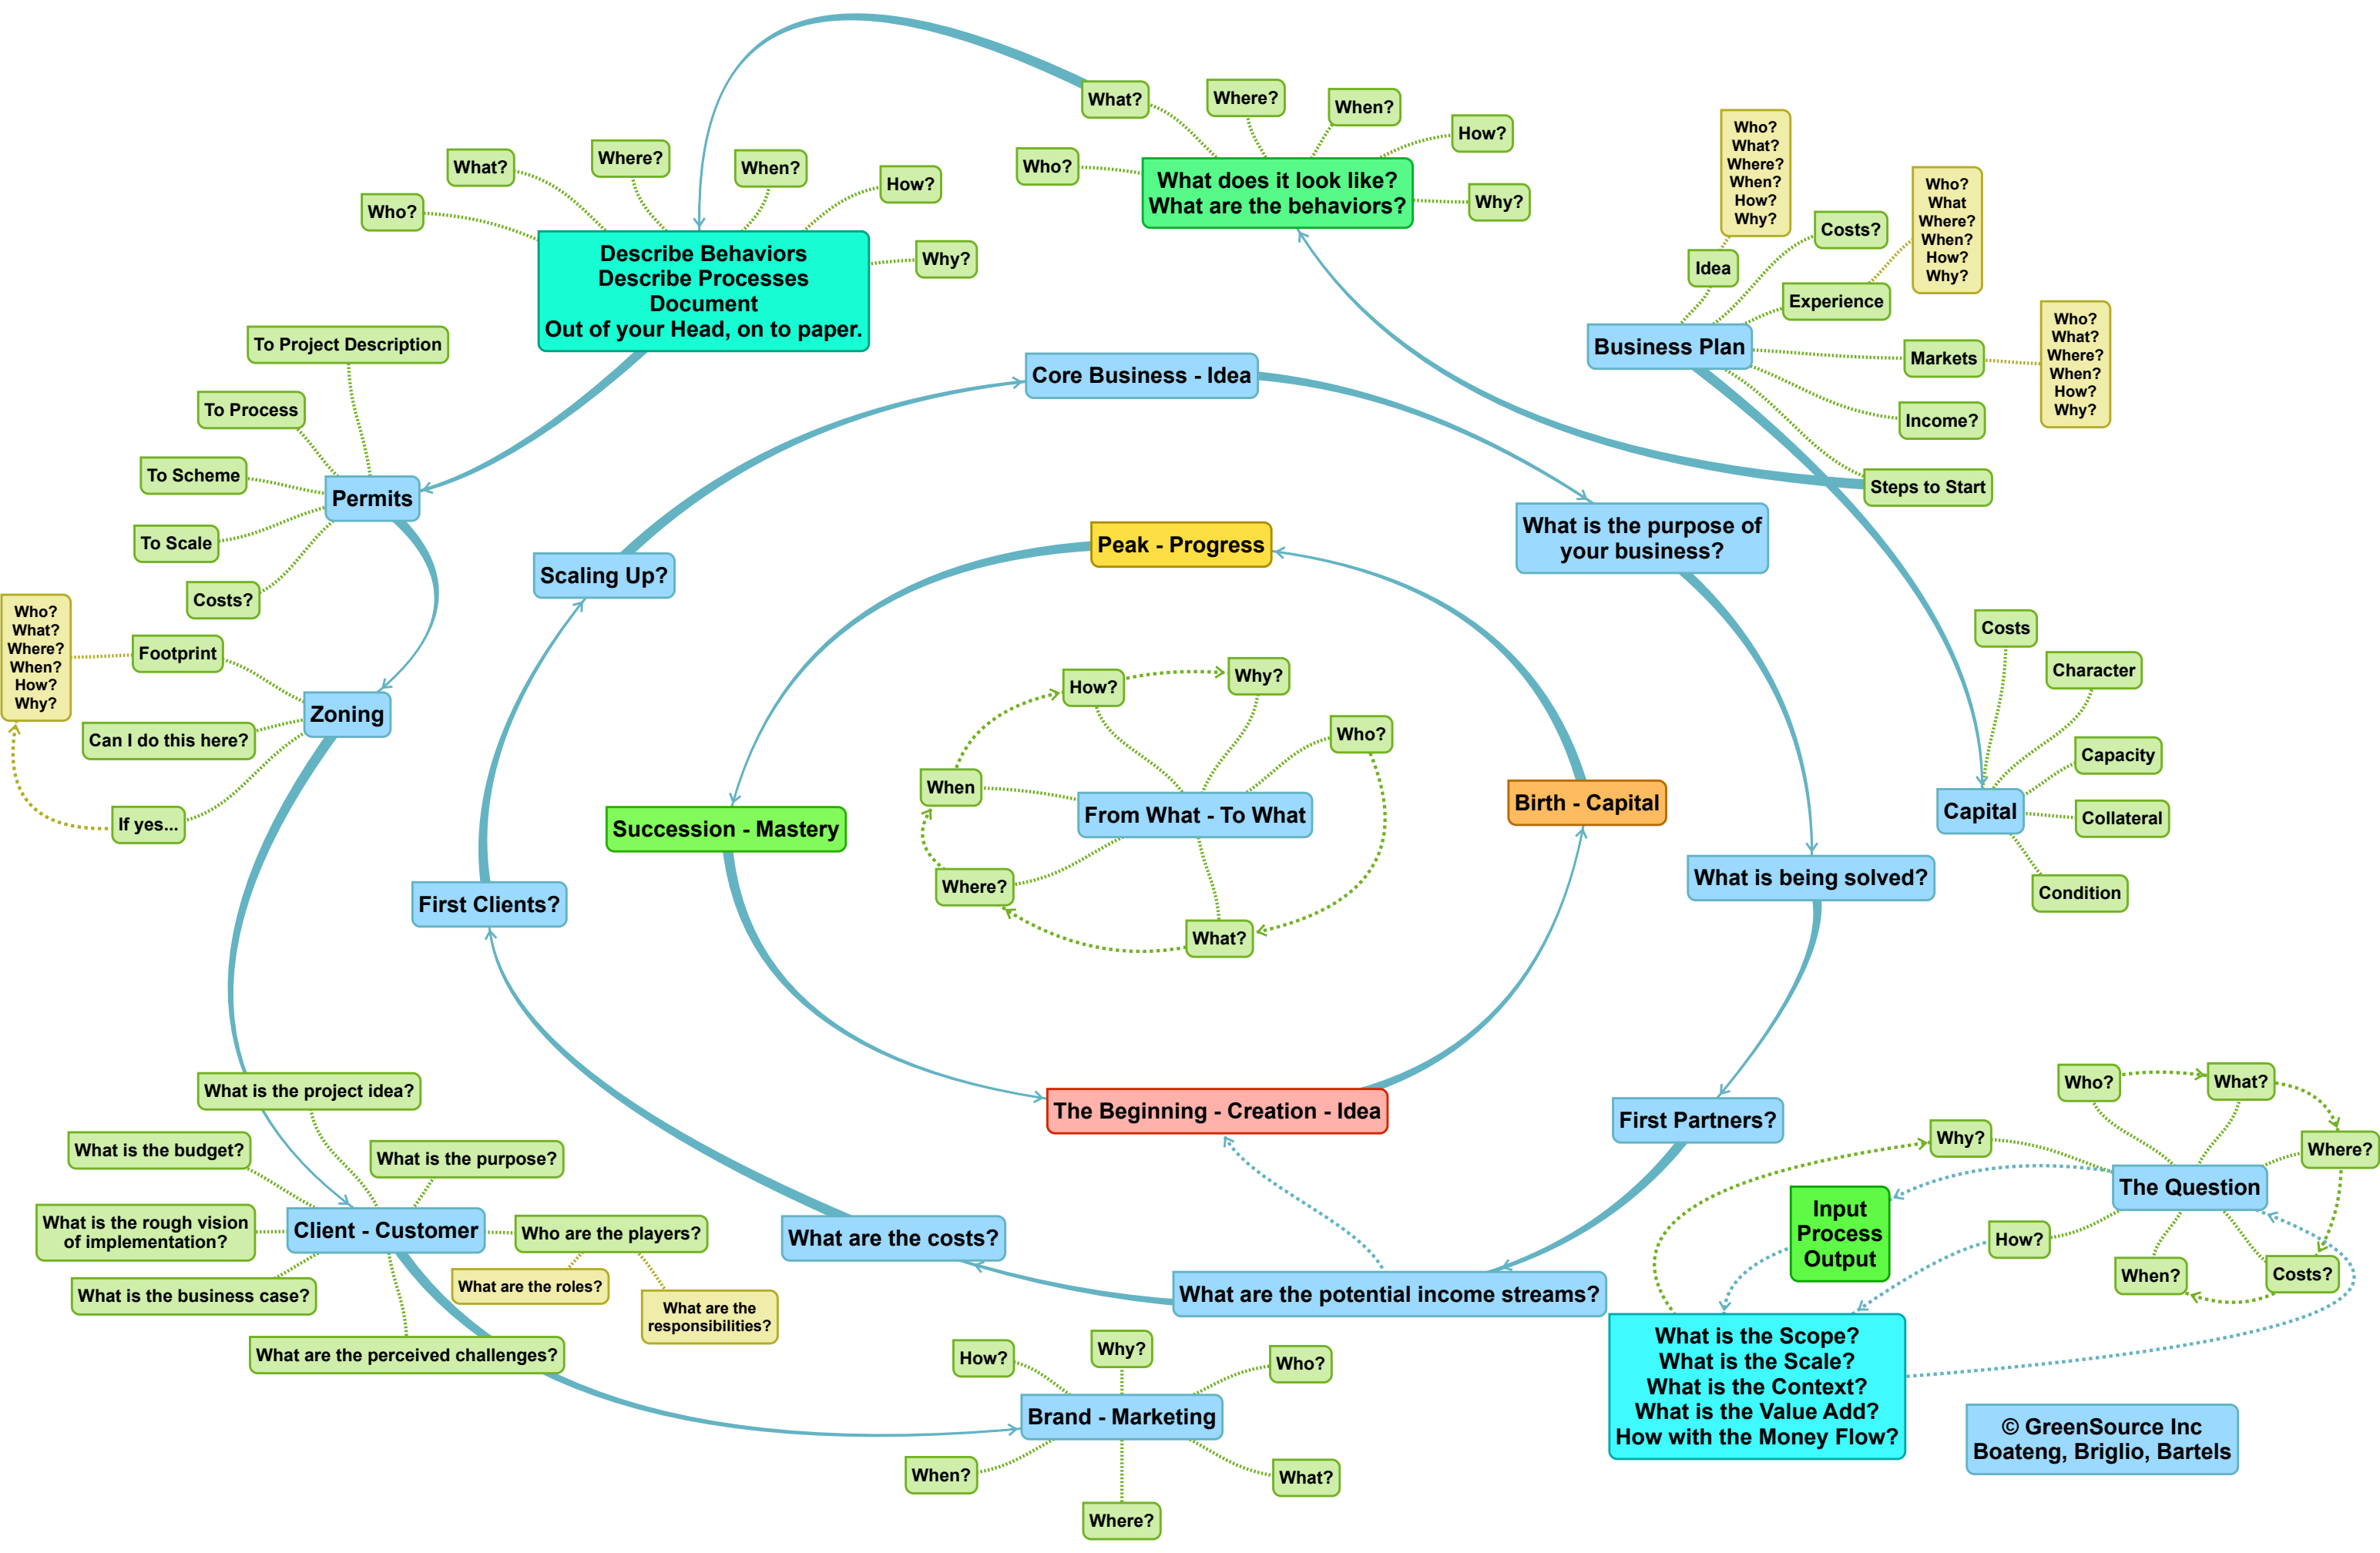 What?
Where?
When?
How?
Who?
Why?
What does it look like?
What are the behaviors?
What?
Where?
When?
How?
Who?
Why?
Describe Behaviors
Describe Processes
Document
Out of your Head, on to paper.
Who?
What?
Where?
When?
How?
Why?
Who?
What
Where?
When?
How?
Why?
Who?
What?
Where?
When?
How?
Why?
Idea
Costs?
Experience
Markets
Income?
Steps to Start
Business Plan
To Project Description
To Process
To Scheme
To Scale
Costs?
Permits
Core Business - Idea
What is the purpose of
your business?
Peak - Progress
Scaling Up?
Who?
What?
Where?
When?
How?
Why?
Footprint
Zoning
Can I do this here?
If yes...
Costs
Character
Capacity
Collateral
Condition
Capital
How?
Why?
Who?
When
Where?
What?
From What - To What
Birth - Capital
Succession - Mastery
What is being solved?
First Clients?
The Beginning - Creation - Idea
First Partners?
What is the project idea?
What is the budget?
What is the purpose?
What is the rough vision
of implementation?
Client - Customer
Who are the players?
What are the roles?
What are the
responsibilities?
What is the business case?
What are the perceived challenges?
What are the costs?
What are the potential income streams?
Who?
What?
Why?
Where?
The Question
How?
When?
Costs?
Input
Process
Output
What is the Scope?
What is the Scale?
What is the Context?
What is the Value Add?
How with the Money Flow?
How?
Why?
Who?
Brand - Marketing
When?
What?
Where?
© GreenSource Inc
Boateng, Briglio, Bartels